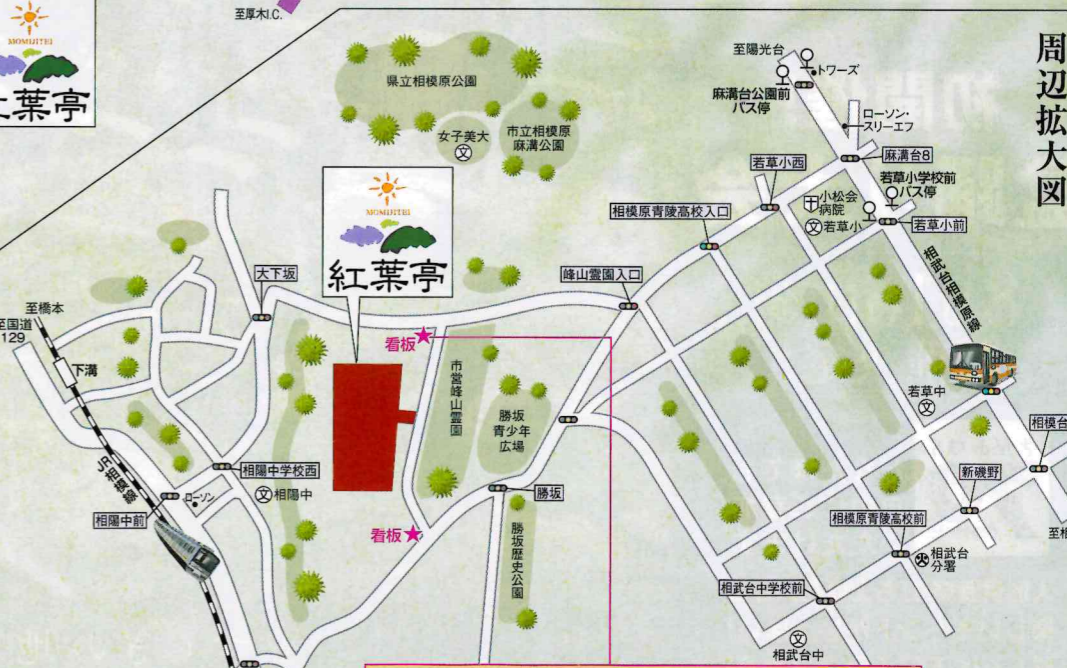 至厚木I.C.
MOMIJITEI
紅葉亭
周辺拡大図
至陽光台
トワーズ
麻溝台公園前
バス停
ローソン・
スリーエフ
麻溝台8
県立相模原公園
女子美大
文
市立相模原
麻溝公園
若草小西
若草小学校前
バス停
小松会
病院
文 若草小
若草小前
相模原青陵高校入口
MOMIJITEI
紅葉亭
大下坂
峰山霊園入口
相武台相模原線
至橋本
至国道
129
下溝
看板
市営峰山霊園
勝坂
青少年
広場
若草中
文
相模台
相陽中学校西
文 相陽中
JR相模線
ローソン
相陽中前
勝坂
新磯野
相模原青陵高校前
看板
勝坂歴史公園
相武台
分署
相武台中学校前
文
相武台中